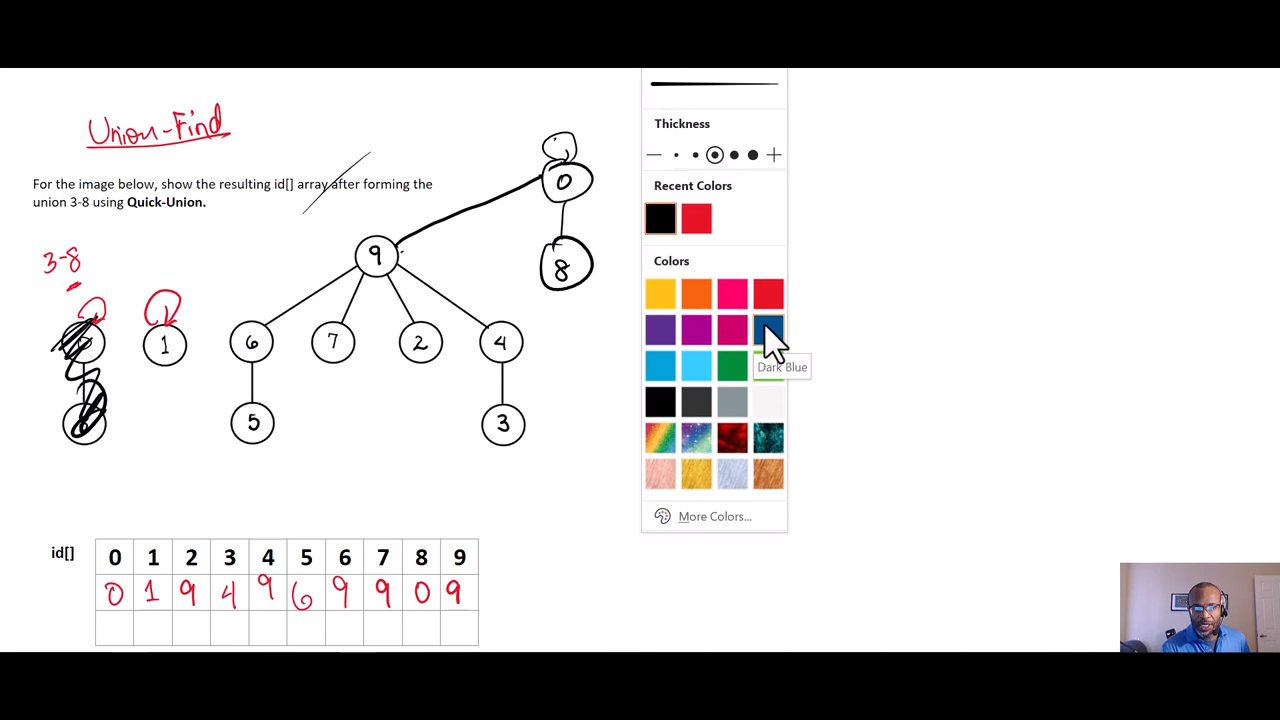 Union-Find
For the image below, show the resulting id[] array after forming the
union 3-8 using Quick-Union.
3-8
0
8
9
1
6
7
2
4
5
3
id[]
0 1 2 3 4 5 6 7 8 9
0 1 9 4 9 6 9 9 0 9
Thickness
Recent Colors
Colors
Dark Blue
More Colors...